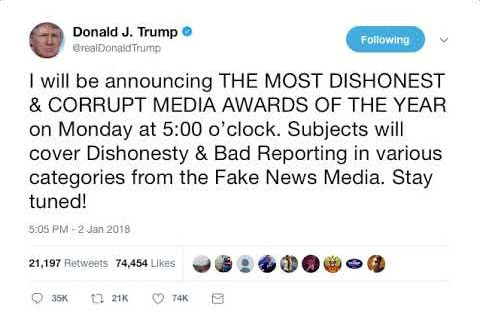 Donald J. Trump
@realDonaldTrump
Following
I will be announcing THE MOST DISHONEST
& CORRUPT MEDIA AWARDS OF THE YEAR
on Monday at 5:00 o’clock. Subjects will
cover Dishonesty & Bad Reporting in various
categories from the Fake News Media. Stay
tuned!
5:05 PM - 2 Jan 2018
21,197 Retweets 74,454 Likes
35K 21K 74K